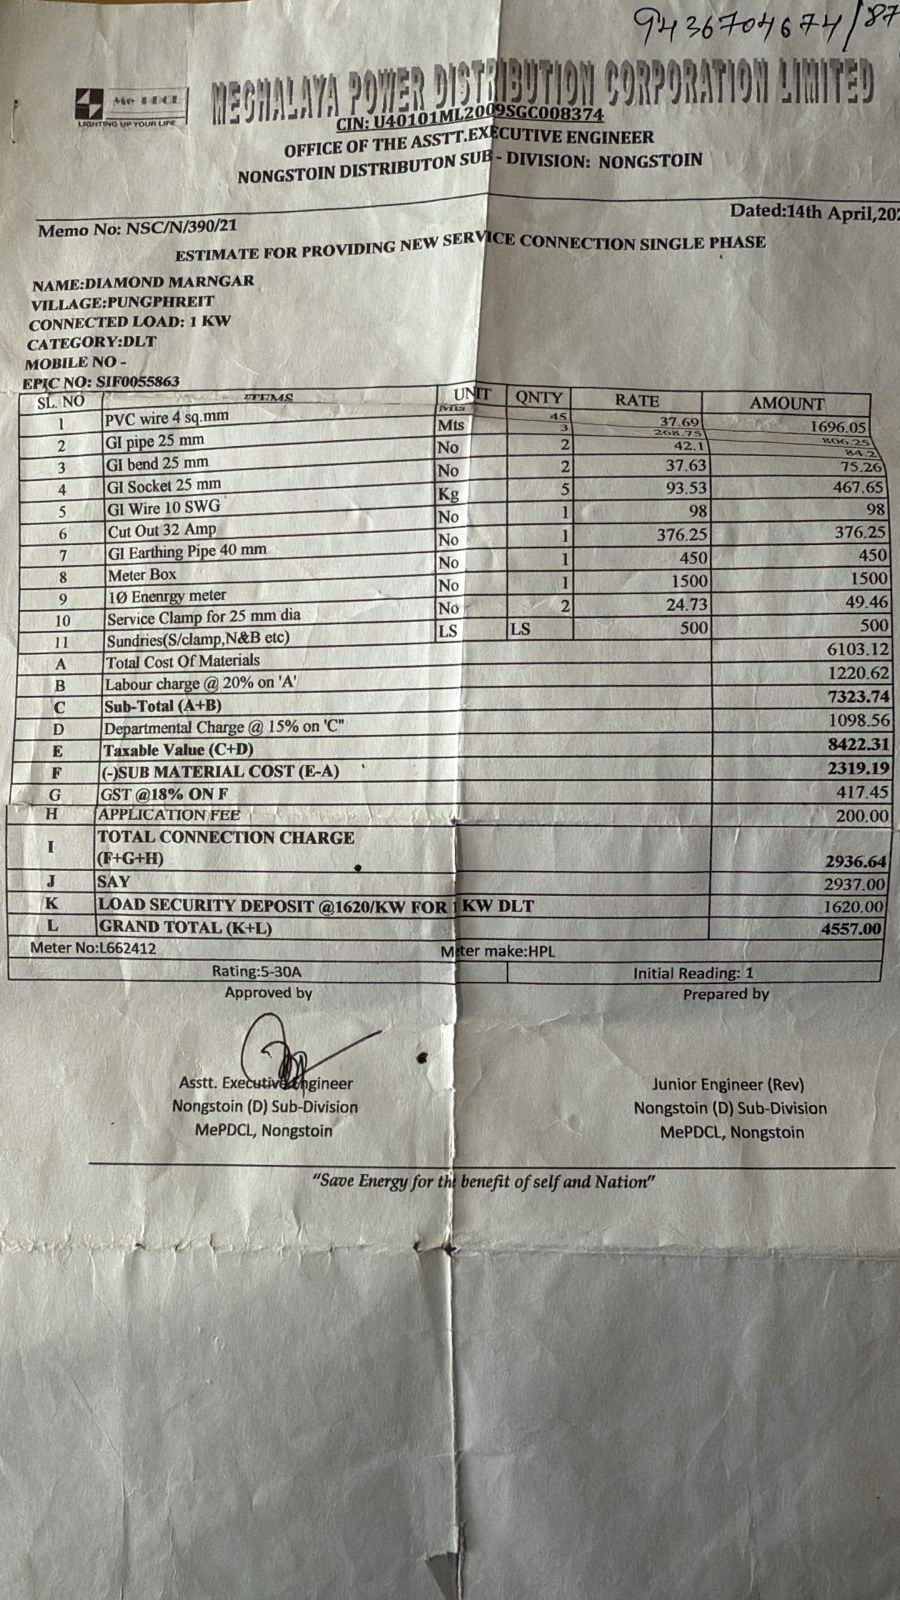 9436704674/87
Me PDCL
LIGHTING UP YOUR LIFE
MEGHALAYA POWER DISTRIBUTION CORPORATION LIMITED
CIN: U40101ML2009SGC008374
OFFICE OF THE ASSTT.EXECUTIVE ENGINEER
NONGSTOIN DISTRIBUTON SUB - DIVISION: NONGSTOIN
Memo No: NSC/N/390/21 Dated:14th April,202
ESTIMATE FOR PROVIDING NEW SERVICE CONNECTION SINGLE PHASE
NAME:DIAMOND MARNGAR
VILLAGE:PUNGPHREIT
CONNECTED LOAD: 1 KW
CATEGORY:DLT
MOBILE NO -
EPIC NO: SIF0055863
SL. NO ITEMS UNIT QNTY RATE AMOUNT
1 PVC wire 4 sq.mm Mts 45 37.69 1696.05
2 GI pipe 25 mm Mts 3 268.75 806.25
3 GI bend 25 mm No 2 42.1 84.2
4 GI Socket 25 mm No 2 37.63 75.26
5 GI Wire 10 SWG Kg 5 93.53 467.65
6 Cut Out 32 Amp No 1 98 98
7 GI Earthing Pipe 40 mm No 1 376.25 376.25
8 Meter Box No 1 450 450
9 1Ø Enenrgy meter No 1 1500 1500
10 Service Clamp for 25 mm dia No 2 24.73 49.46
11 Sundries(S/clamp,N&B etc) LS LS 500 500
A Total Cost Of Materials 6103.12
B Labour charge @ 20% on 'A' 1220.62
C Sub-Total (A+B) 7323.74
D Departmental Charge @ 15% on 'C" 1098.56
E Taxable Value (C+D) 8422.31
F (-)SUB MATERIAL COST (E-A) 2319.19
G GST @18% ON F 417.45
H APPLICATION FEE 200.00
I TOTAL CONNECTION CHARGE
(F+G+H) 2936.64
J SAY 2937.00
K LOAD SECURITY DEPOSIT @1620/KW FOR 1 KW DLT 1620.00
L GRAND TOTAL (K+L) 4557.00
Meter No:L662412 Meter make:HPL
Rating:5-30A Initial Reading: 1
Approved by Prepared by
Asstt. Executive Engineer Junior Engineer (Rev)
Nongstoin (D) Sub-Division Nongstoin (D) Sub-Division
MePDCL, Nongstoin MePDCL, Nongstoin
"Save Energy for the benefit of self and Nation"